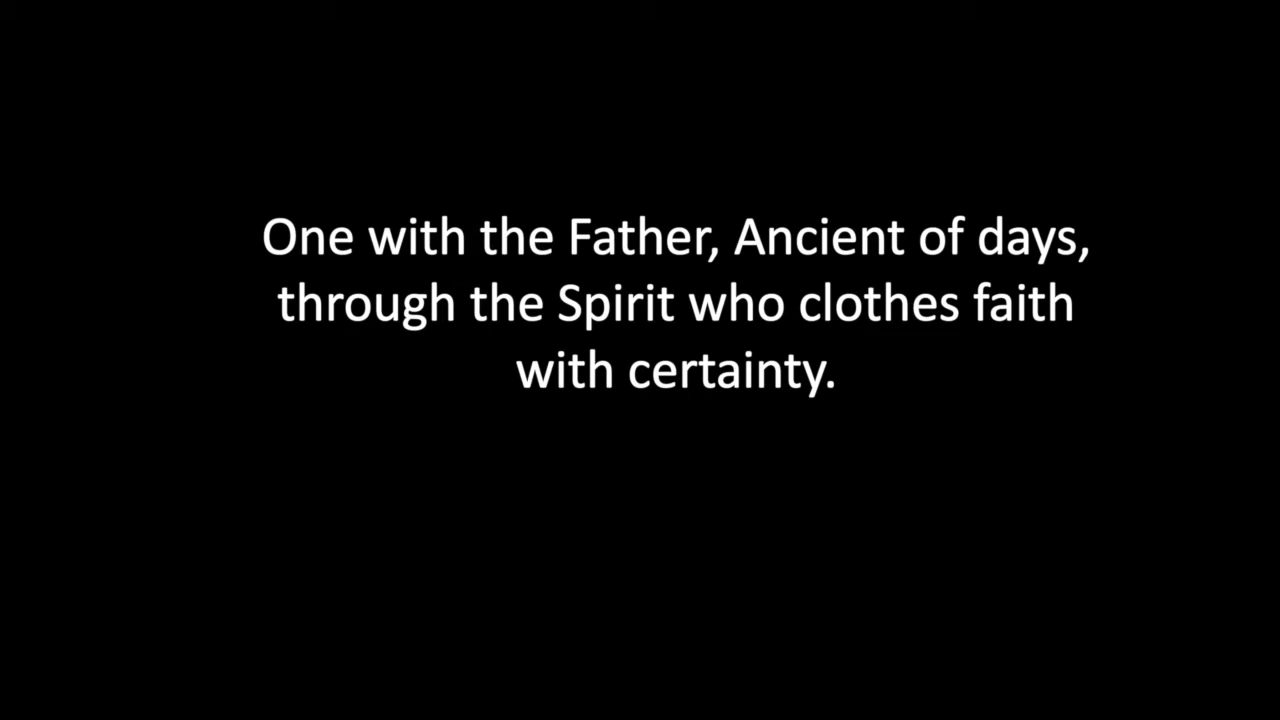 One with the Father, Ancient of days,
through the Spirit who clothes faith
with certainty.